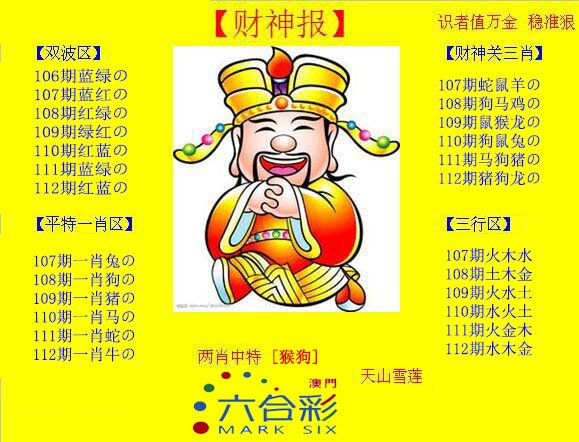 【财神报】
识者值万金 稳准狠
【双波区】
106期蓝绿の
107期蓝红の
108期红绿の
109期绿红の
110期红蓝の
111期蓝绿の
112期红蓝の
【财神关三肖】
107期蛇鼠羊の
108期狗马鸡の
109期鼠猴龙の
110期狗鼠兔の
111期马狗猪の
112期猪狗龙の
【平特一肖区】
107期一肖兔の
108期一肖狗の
109期一肖猪の
110期一肖马の
111期一肖蛇の
112期一肖牛の
【三行区】
107期火木水
108期土木金
109期火水土
110期水火土
111期火金木
112期水木金
两肖中特 [猴狗]
天山雪莲
澳門
六合彩
MARK SIX